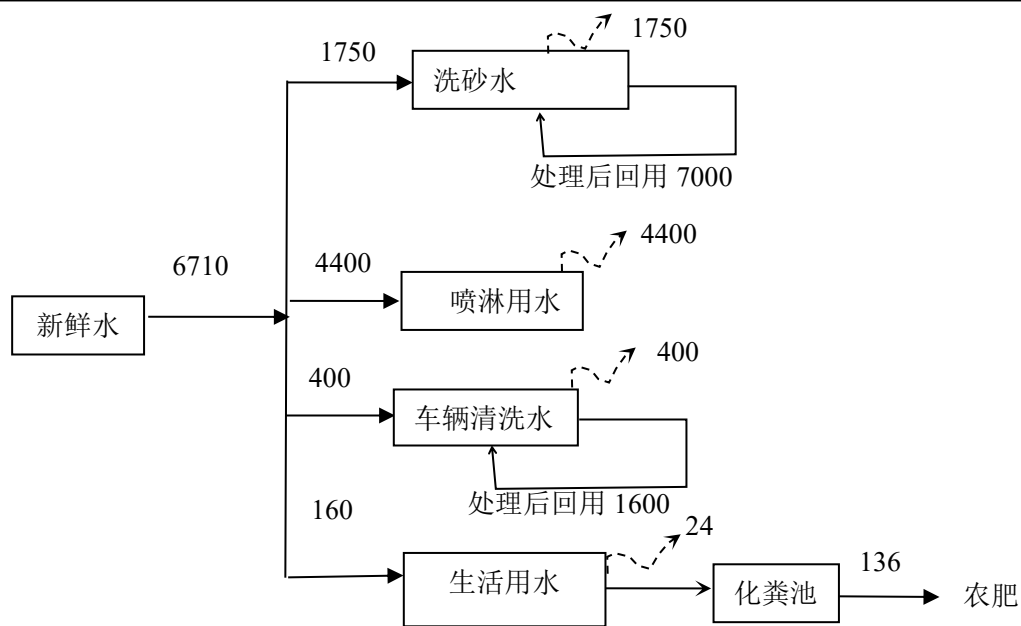 1750
1750
洗砂水
处理后回用 7000
4400
6710
4400
喷淋用水
新鲜水
400
400
车辆清洗水
处理后回用 1600
160
24
生活用水
136
化粪池
农肥